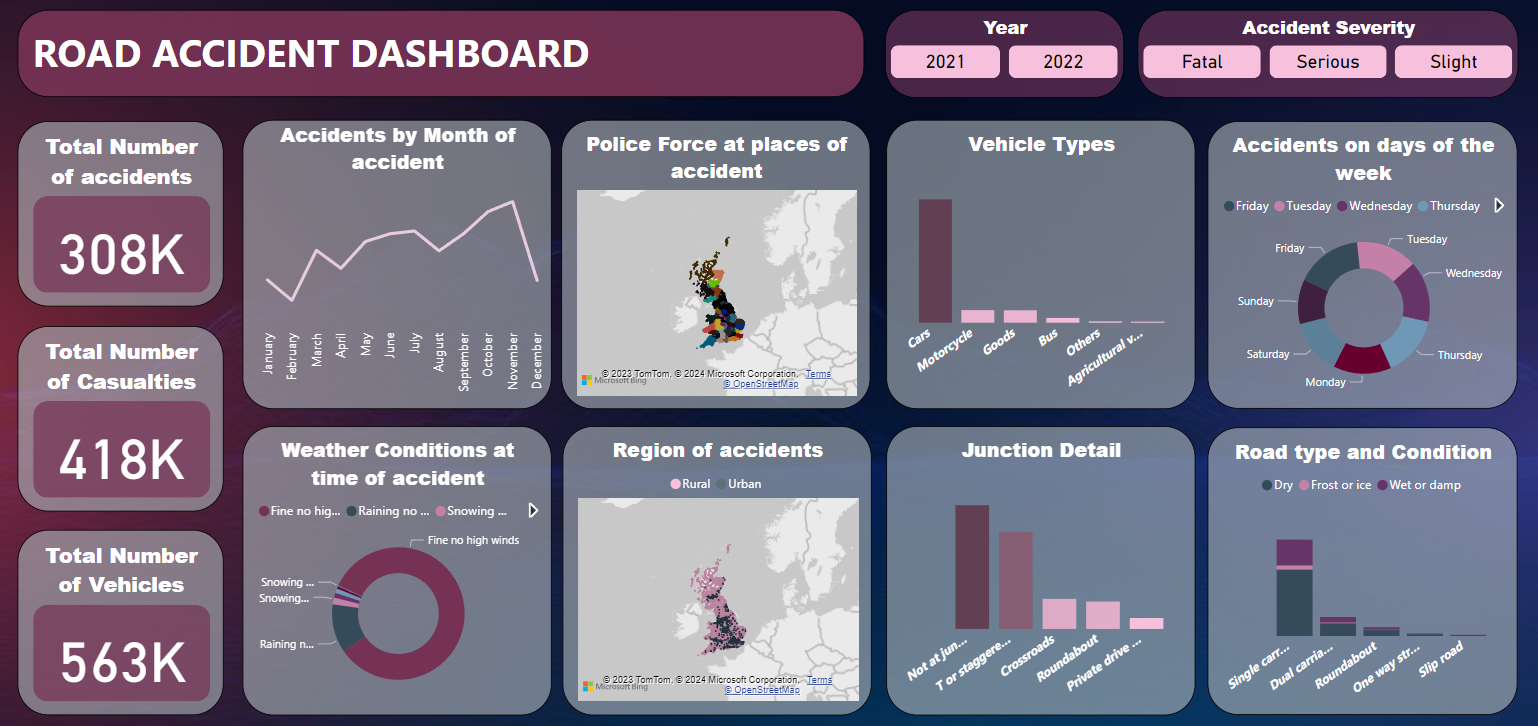 ROAD ACCIDENT DASHBOARD
Year
2021
2022
Accident Severity
Fatal
Serious
Slight
Total Number
of accidents
308K
Total Number
of Casualties
418K
Total Number
of Vehicles
563K
Accidents by Month of
accident
January
February
March
April
May
June
July
August
September
October
November
December
Police Force at places of
accident
© 2023 TomTom, © 2024 Microsoft Corporation, Terms
Microsoft Bing
© OpenStreetMap
Vehicle Types
Cars
Motorcycle
Goods
Bus
Others
Agricultural v...
Accidents on days of the
week
Friday
Tuesday
Wednesday
Thursday
Friday
Tuesday
Wednesday
Sunday
Saturday
Thursday
Monday
Weather Conditions at
time of accident
Fine no hig...
Raining no ...
Snowing ...
Fine no high winds
Snowing ...
Snowing...
Raining n...
Region of accidents
Rural
Urban
© 2023 TomTom, © 2024 Microsoft Corporation, Terms
Microsoft Bing
© OpenStreetMap
Junction Detail
Not at jun...
T or staggere...
Crossroads
Roundabout
Private drive ...
Road type and Condition
Dry
Frost or ice
Wet or damp
Single carr...
Dual carria...
Roundabout
One way str...
Slip road